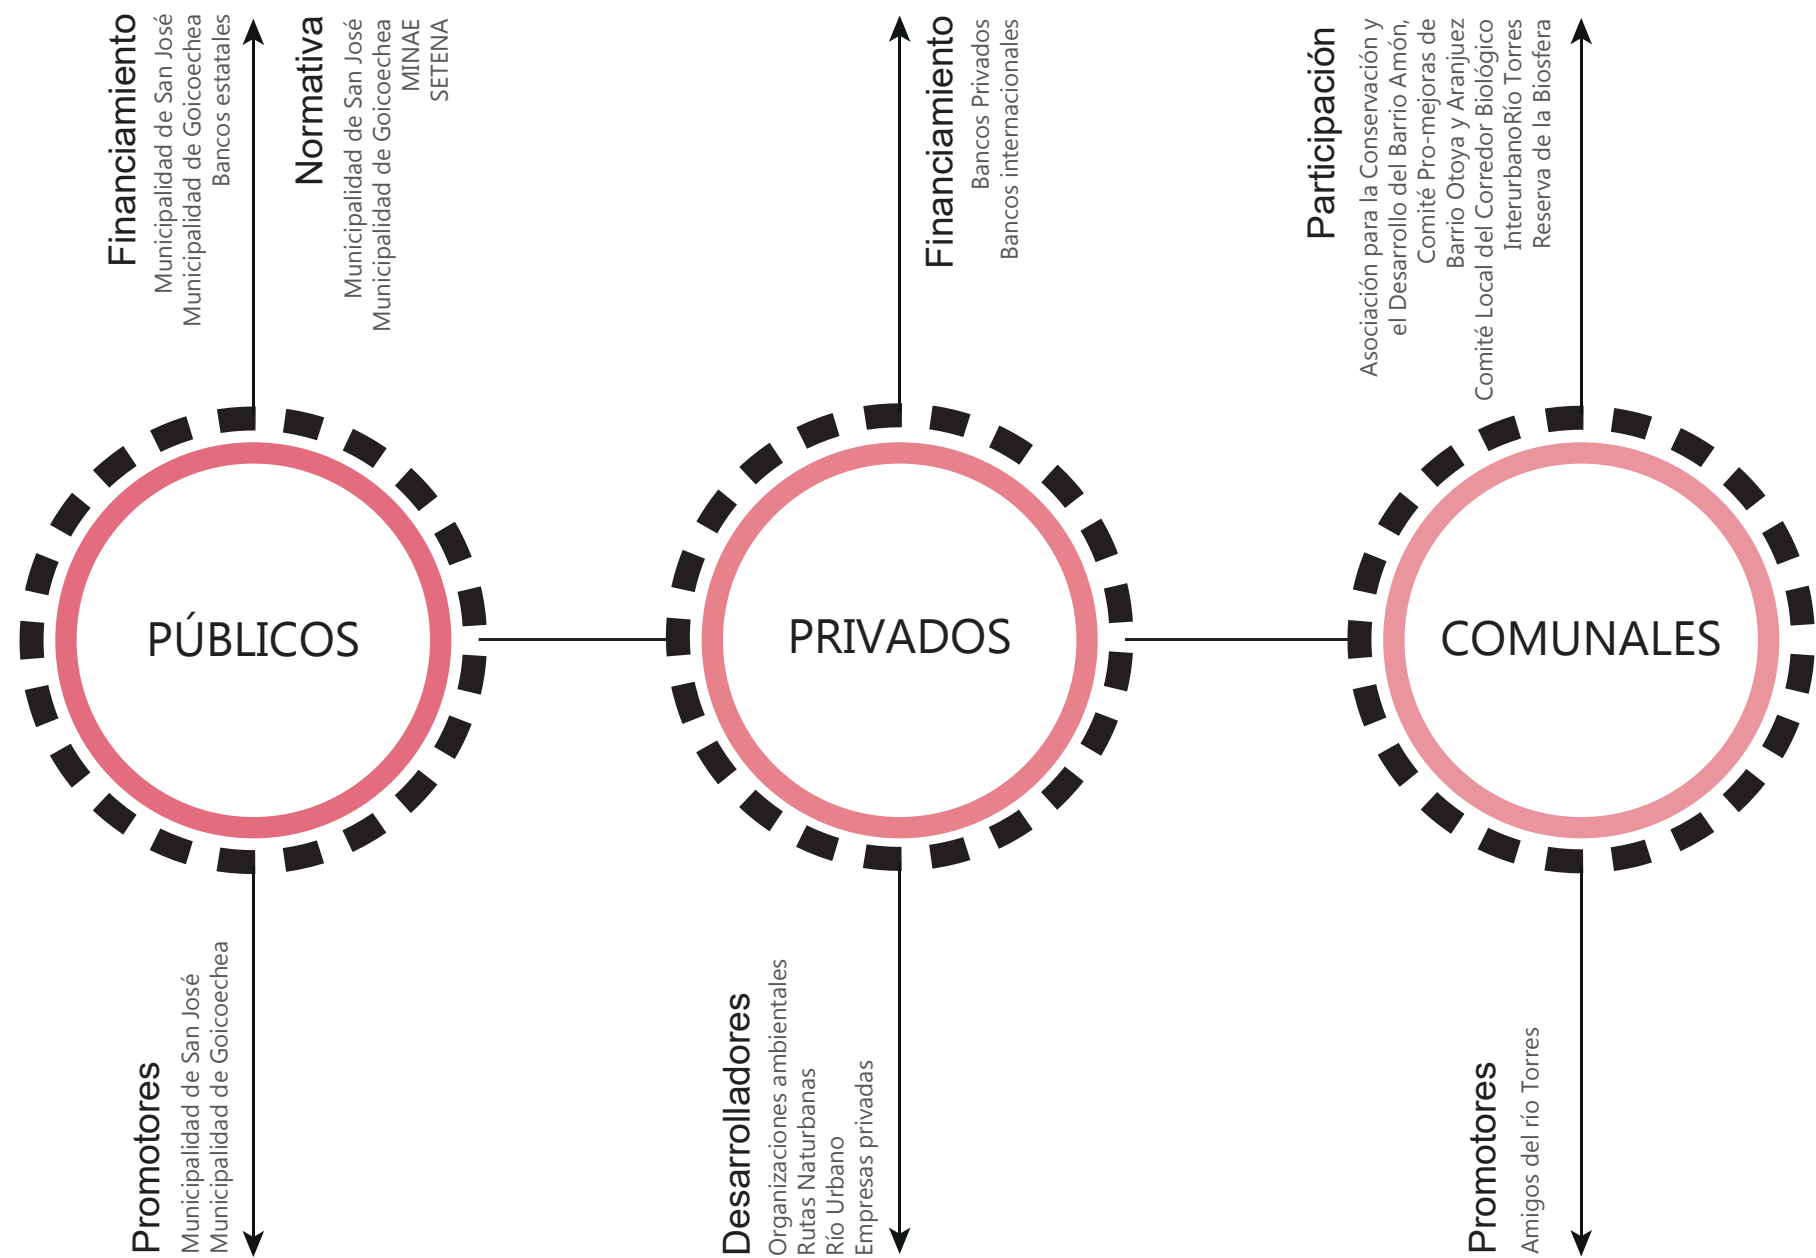 Financiamiento
Municipalidad de San José
Municipalidad de Goicoechea
Bancos estatales
Normativa
Municipalidad de San José
Municipalidad de Goicoechea
MINAE
SETENA
Financiamiento
Bancos Privados
Bancos internacionales
Participación
Asociación para la Conservación y
el Desarrollo del Barrio Amón,
Comité Pro-mejoras de
Barrio Otoya y Aranjuez
Comité Local del Corredor Biológico
InterurbanoRío Torres
Reserva de la Biosfera
PÚBLICOS
PRIVADOS
COMUNALES
Promotores
Municipalidad de San José
Municipalidad de Goicoechea
Desarrolladores
Organizaciones ambientales
Rutas Naturbanas
Río Urbano
Empresas privadas
Promotores
Amigos del río Torres